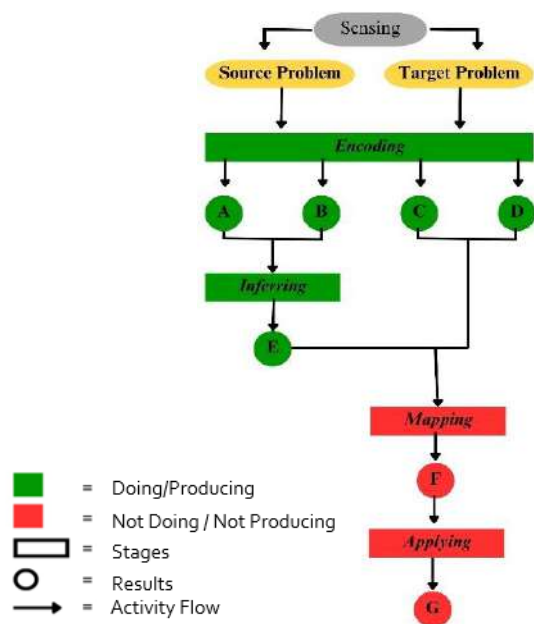 Sensing
Source Problem Target Problem
Encoding
A B C D
Inferring
E
Mapping
F
Applying
G
= Doing/Producing
= Not Doing / Not Producing
= Stages
= Results
= Activity Flow